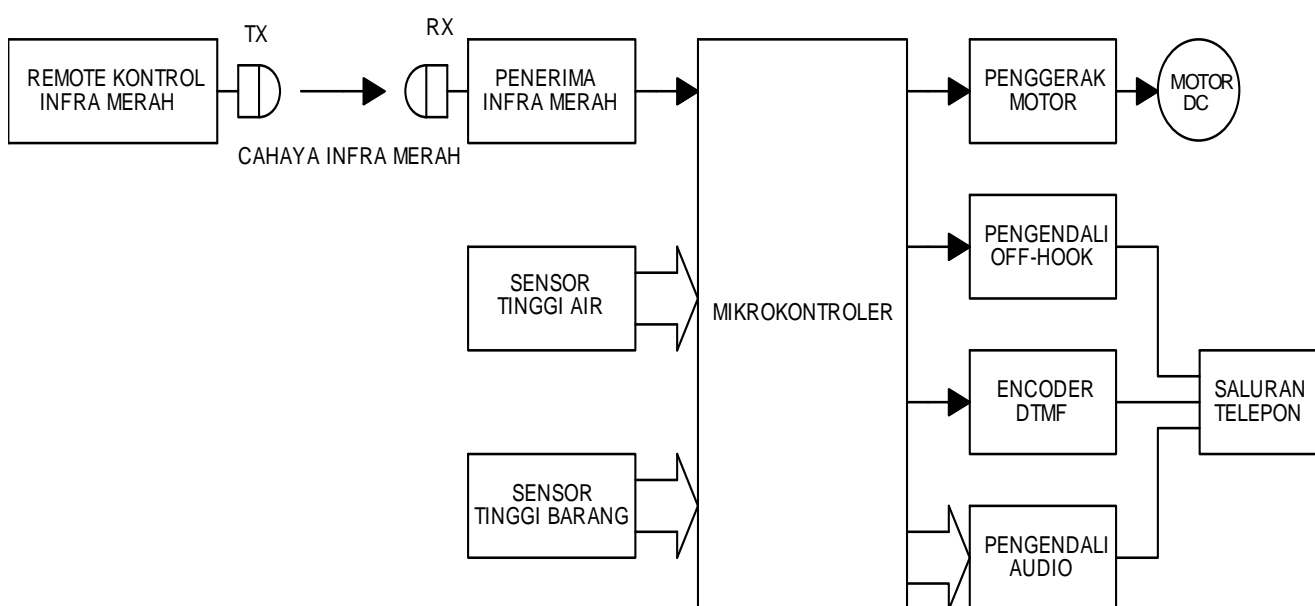 TX
RX
REMOTE KONTROL
INFRA MERAH
CAHAYA INFRA MERAH
PENERIMA
INFRA MERAH
SENSOR
TINGGI AIR
SENSOR
TINGGI BARANG
MIKROKONTROLER
PENGGERAK
MOTOR
MOTOR
DC
PENGENDALI
OFF-HOOK
ENCODER
DTMF
PENGENDALI
AUDIO
SALURAN
TELEPON